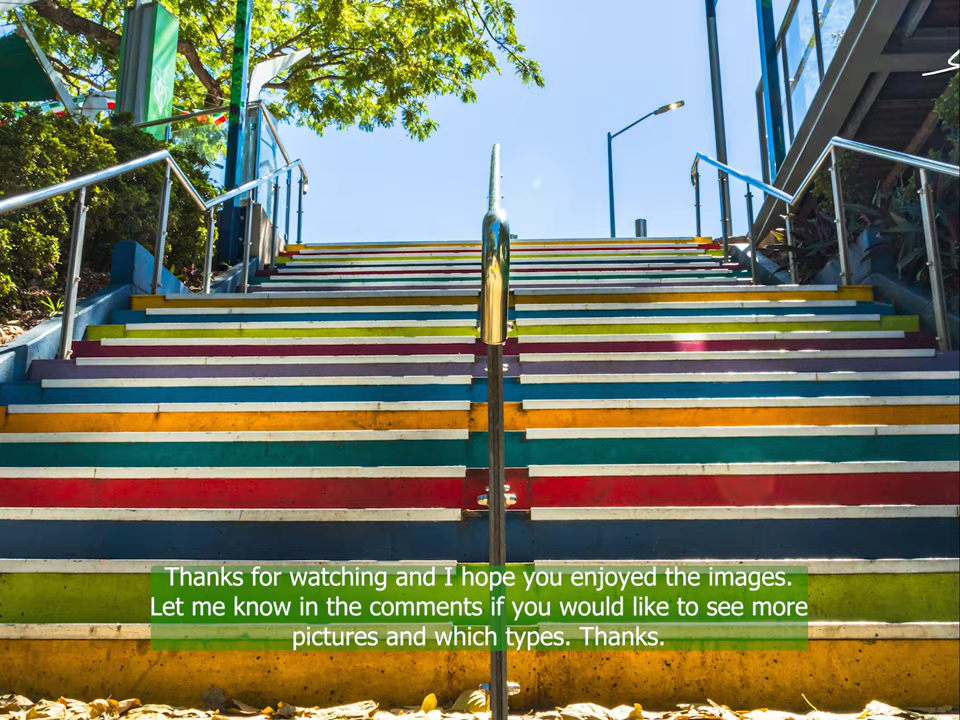 Thanks for watching and I hope you enjoyed the images.
Let me know in the comments if you would like to see more
pictures and which types. Thanks.